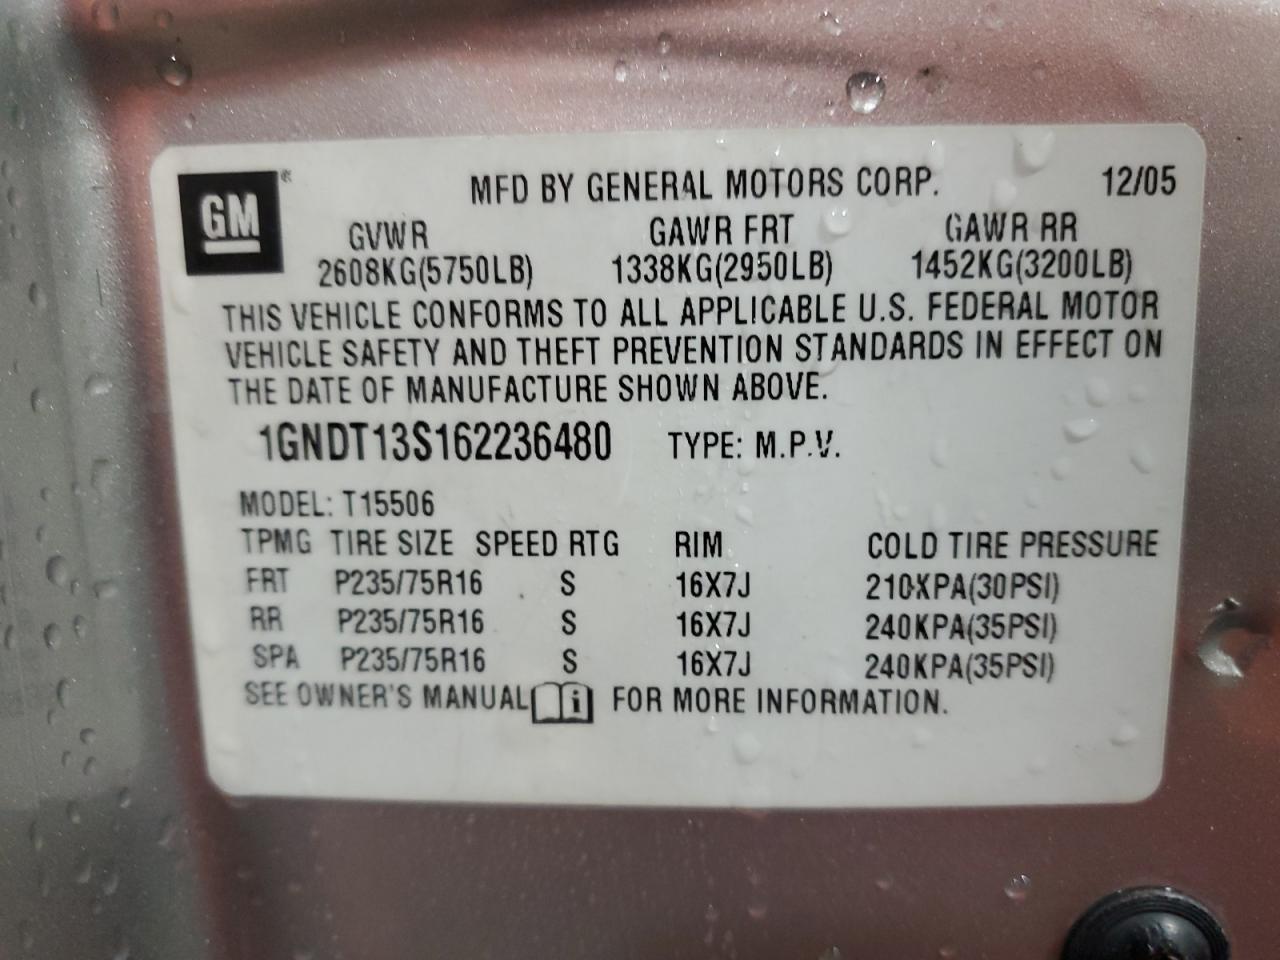 GM ®
MFD BY GENERAL MOTORS CORP. 12/05
GVWR GAWR FRT GAWR RR
2608KG(5750LB) 1338KG(2950LB) 1452KG(3200LB)
THIS VEHICLE CONFORMS TO ALL APPLICABLE U.S. FEDERAL MOTOR
VEHICLE SAFETY AND THEFT PREVENTION STANDARDS IN EFFECT ON
THE DATE OF MANUFACTURE SHOWN ABOVE.
1GNDT13S162236480 TYPE: M.P.V.
MODEL: T15506
TPMG TIRE SIZE SPEED RTG RIM COLD TIRE PRESSURE
FRT P235/75R16 S 16X7J 210KPA(30PSI)
RR P235/75R16 S 16X7J 240KPA(35PSI)
SPA P235/75R16 S 16X7J 240KPA(35PSI)
SEE OWNER'S MANUAL i FOR MORE INFORMATION.